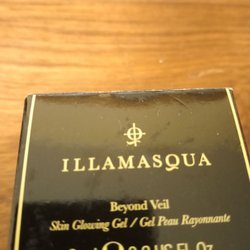 ILLAMASQUA
Beyond Veil
Skin Glowing Gel / Gel Peau Rayonnante